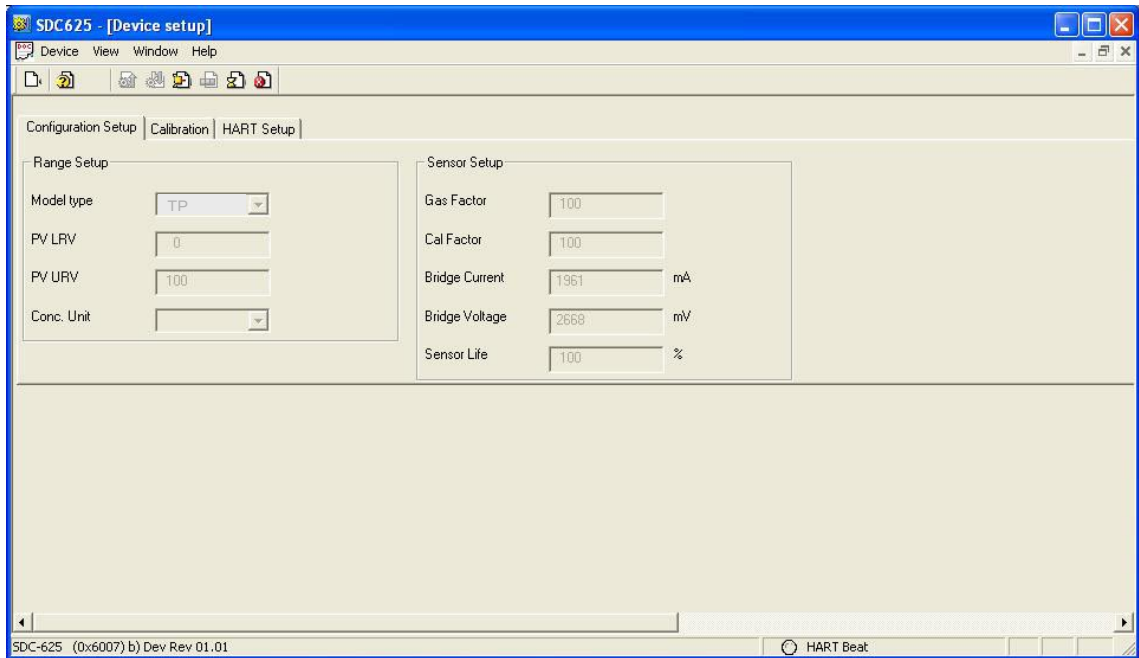 SDC625 - [Device setup]
Device View Window Help
Configuration Setup Calibration HART Setup
Range Setup
Model type TP
PV LRV 0
PV URV 100
Conc. Unit
Sensor Setup
Gas Factor 100
Cal Factor 100
Bridge Current 1961 mA
Bridge Voltage 2668 mV
Sensor Life 100 %
SDC-625 (0x6007) b) Dev Rev 01.01
HART Beat